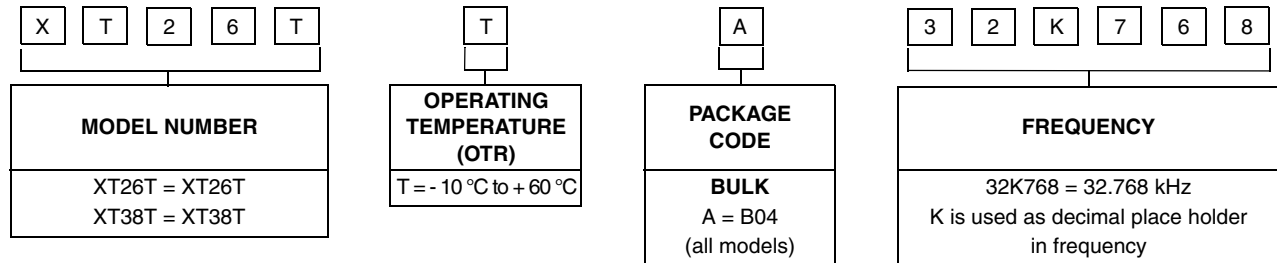 X T 2 6 T T A 3 2 K 7 6 8
MODEL NUMBER
XT26T = XT26T
XT38T = XT38T
OPERATING
TEMPERATURE
(OTR)
T = - 10 °C to + 60 °C
PACKAGE
CODE
BULK
A = B04
(all models)
FREQUENCY
32K768 = 32.768 kHz
K is used as decimal place holder
in frequency